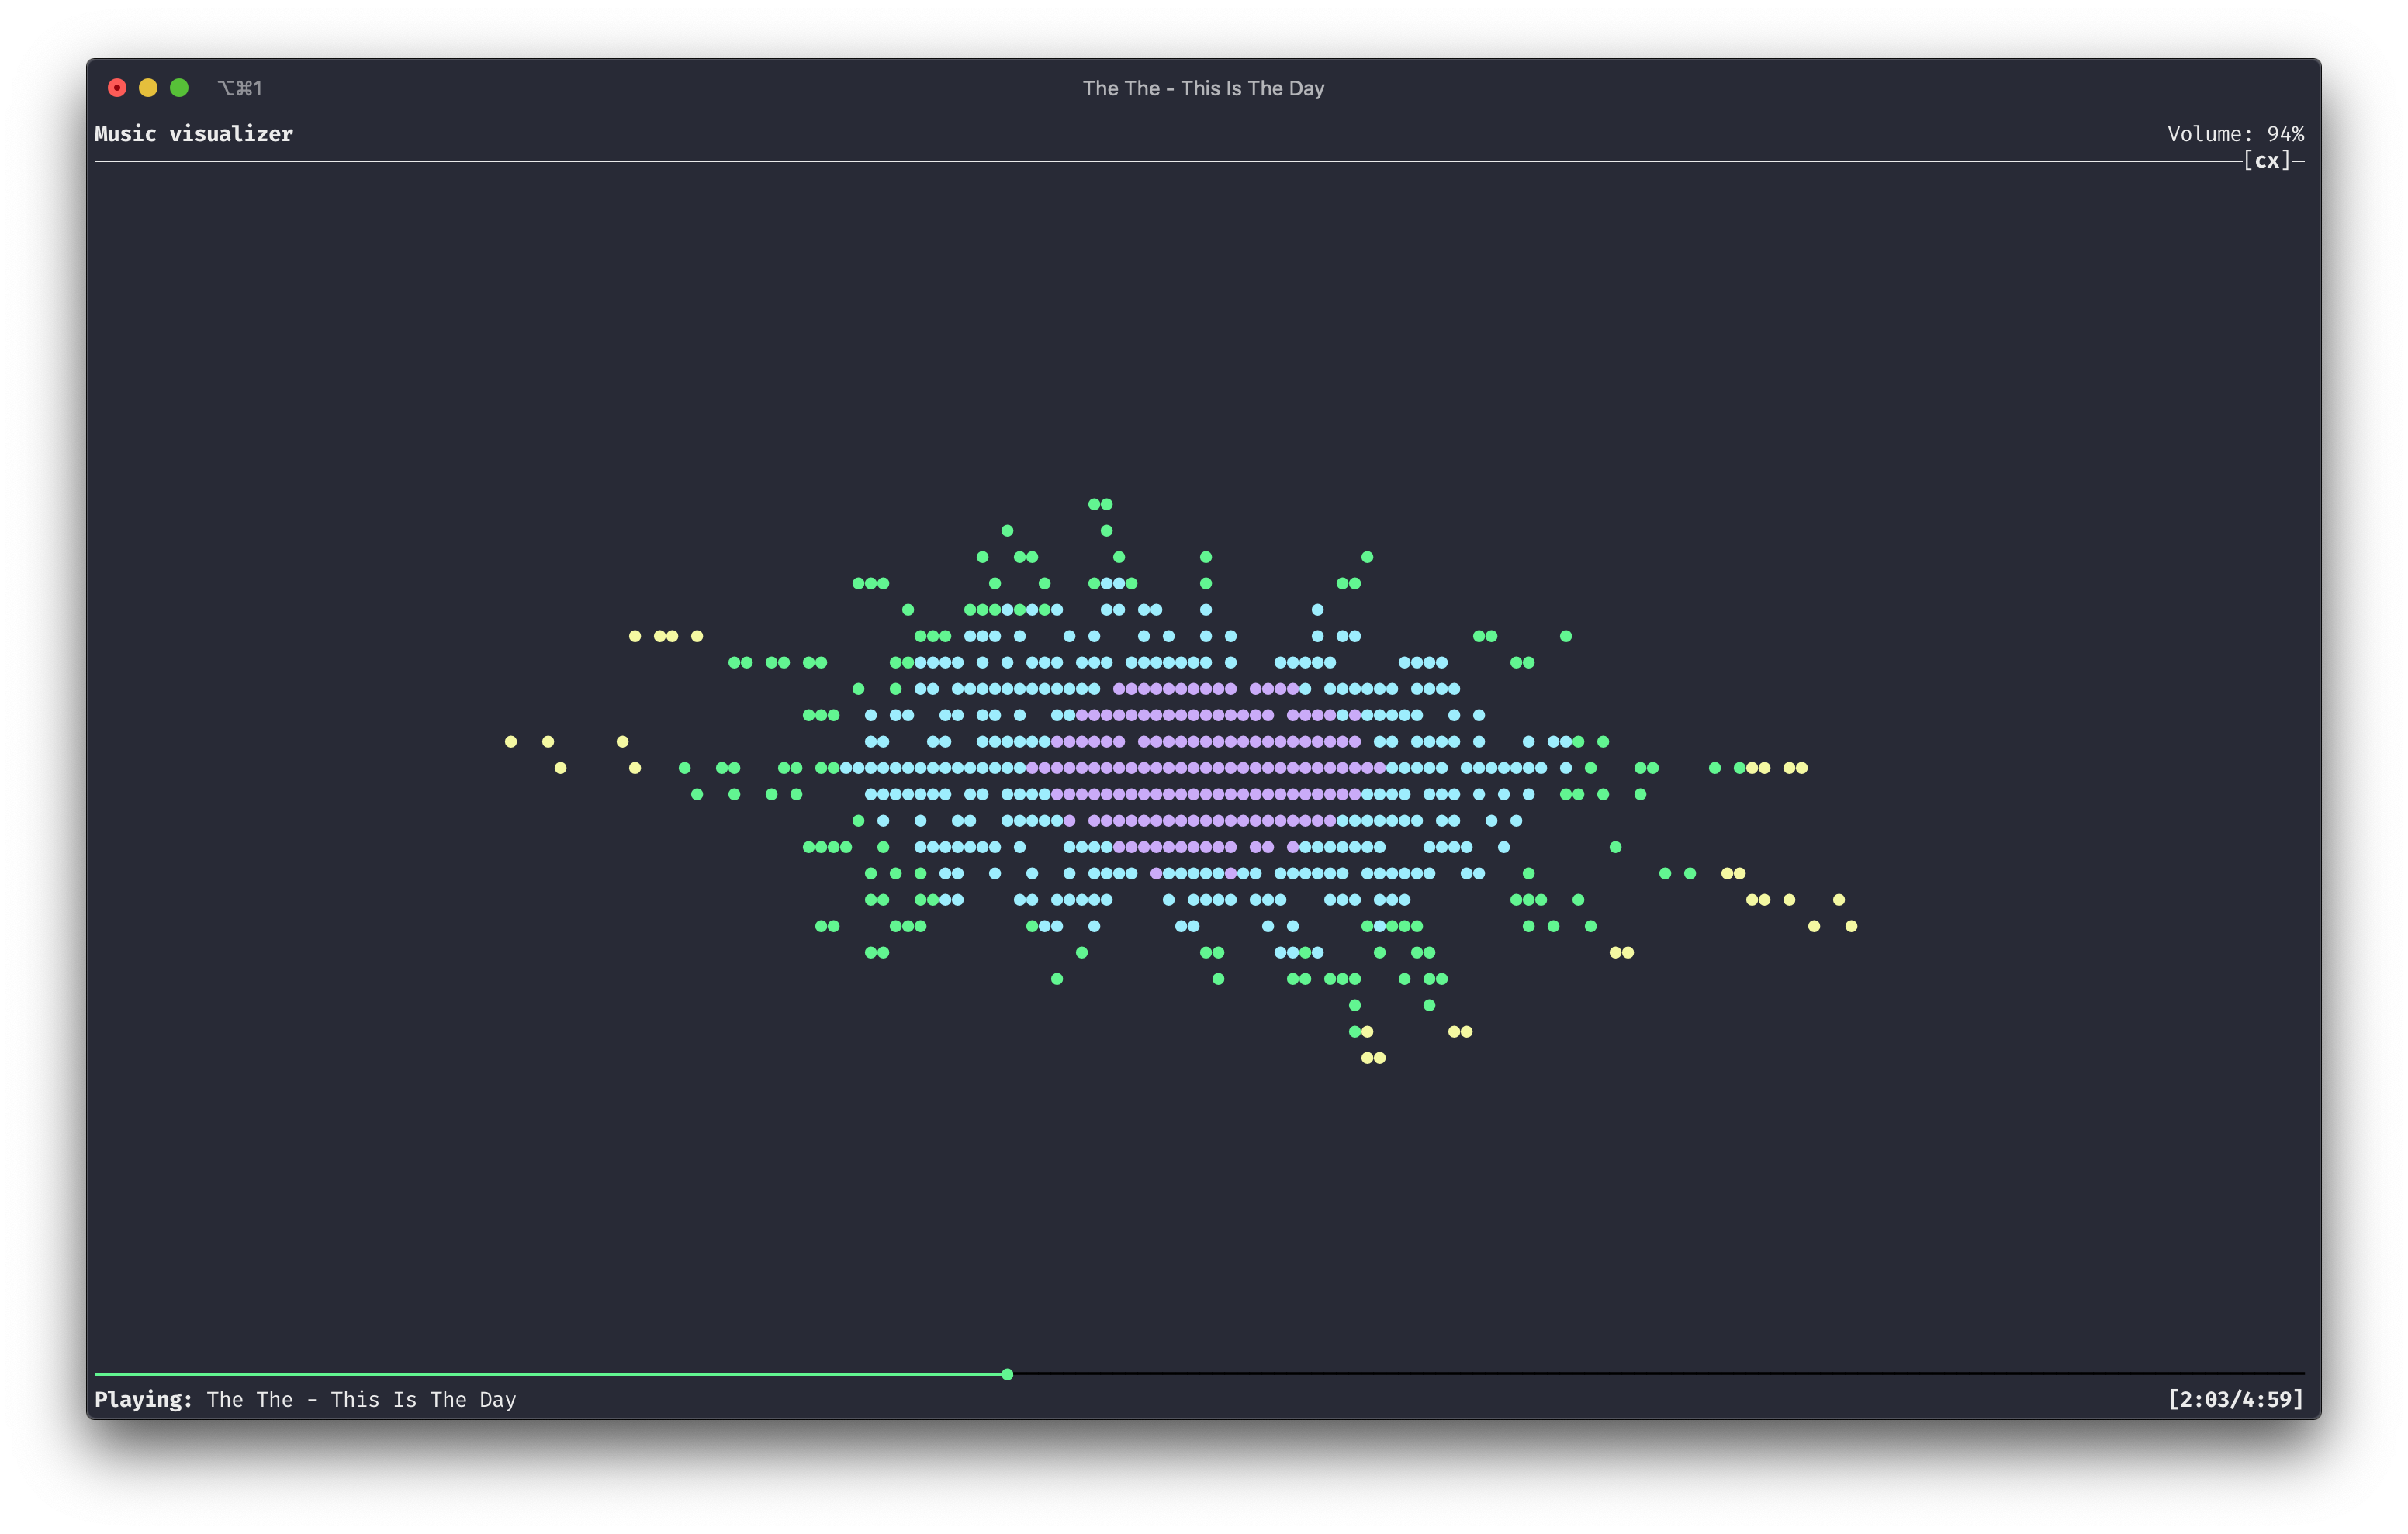 ⌥⌘1
The The - This Is The Day
Music visualizer
Volume: 94%
[cx]
Playing: The The - This Is The Day
[2:03/4:59]